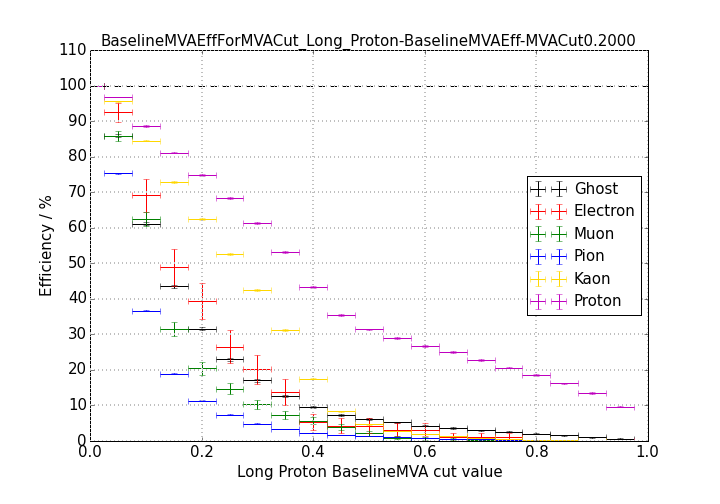 BaselineMVAEffForMVACut_Long_Proton-BaselineMVAEff-MVACut0.2000
110
100
90
80
70
60
50
40
30
20
10
0
Efficiency / %
Ghost
Electron
Muon
Pion
Kaon
Proton
0.0 0.2 0.4 0.6 0.8 1.0
Long Proton BaselineMVA cut value